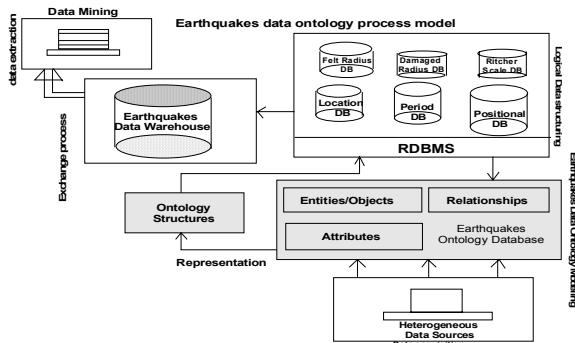 Data Mining
Earthquakes data ontology process model
data extraction
Felt Radius
DB
Damaged
Radius DB
Ritcher
Scale DB
Location
DB
Period
DB
Positional
DB
RDBMS
Logical Data structuring
Earthquakes
Data Warehouse
Exchange process
Ontology
Structures
Entities/Objects
Relationships
Attributes
Earthquakes
Ontology Database
Representation
Earthquakes Data Ontology Modeling
Heterogeneous
Data Sources